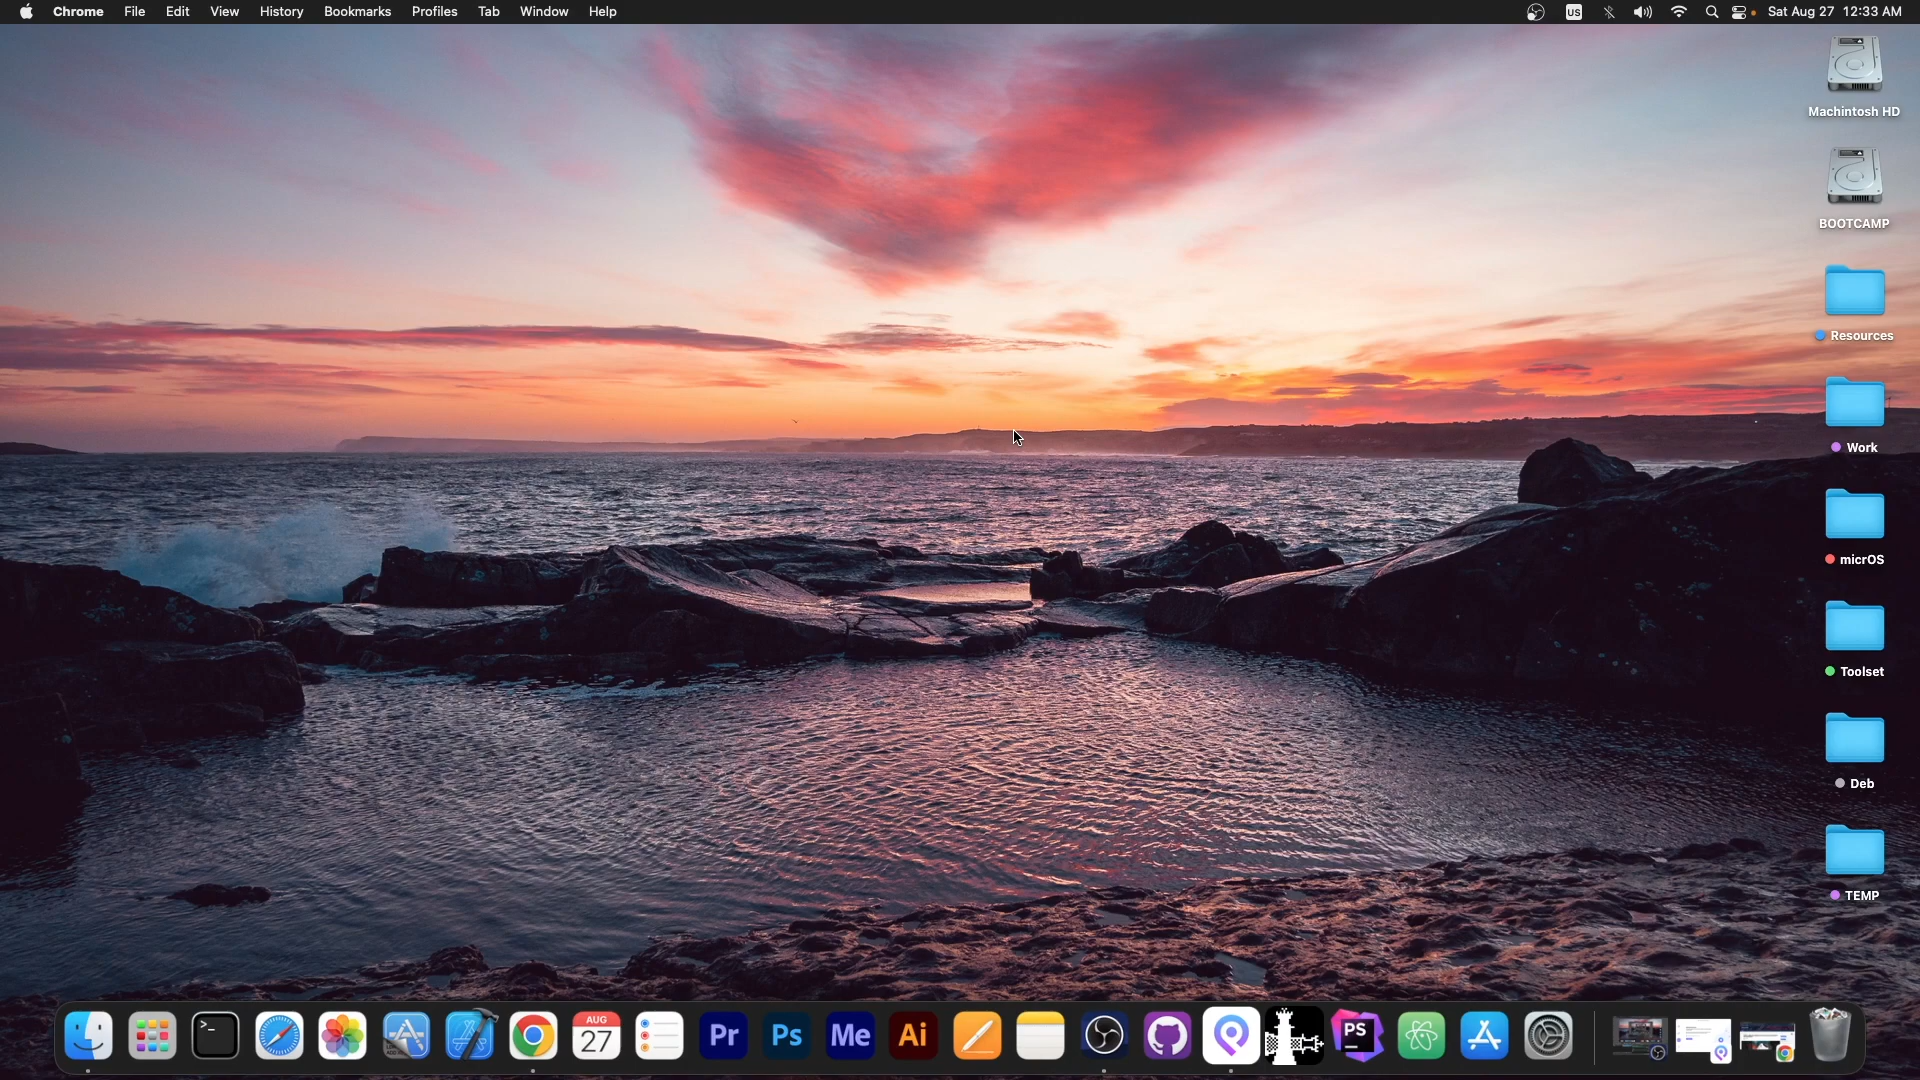 Chrome File Edit View History Bookmarks Profiles Tab Window Help US Sat Aug 27 12:33 AM
Machintosh HD
BOOTCAMP
Resources
Work
micrOS
Toolset
Deb
TEMP
>_
AUG
27
Pr
Ps
Me
Ai
PS